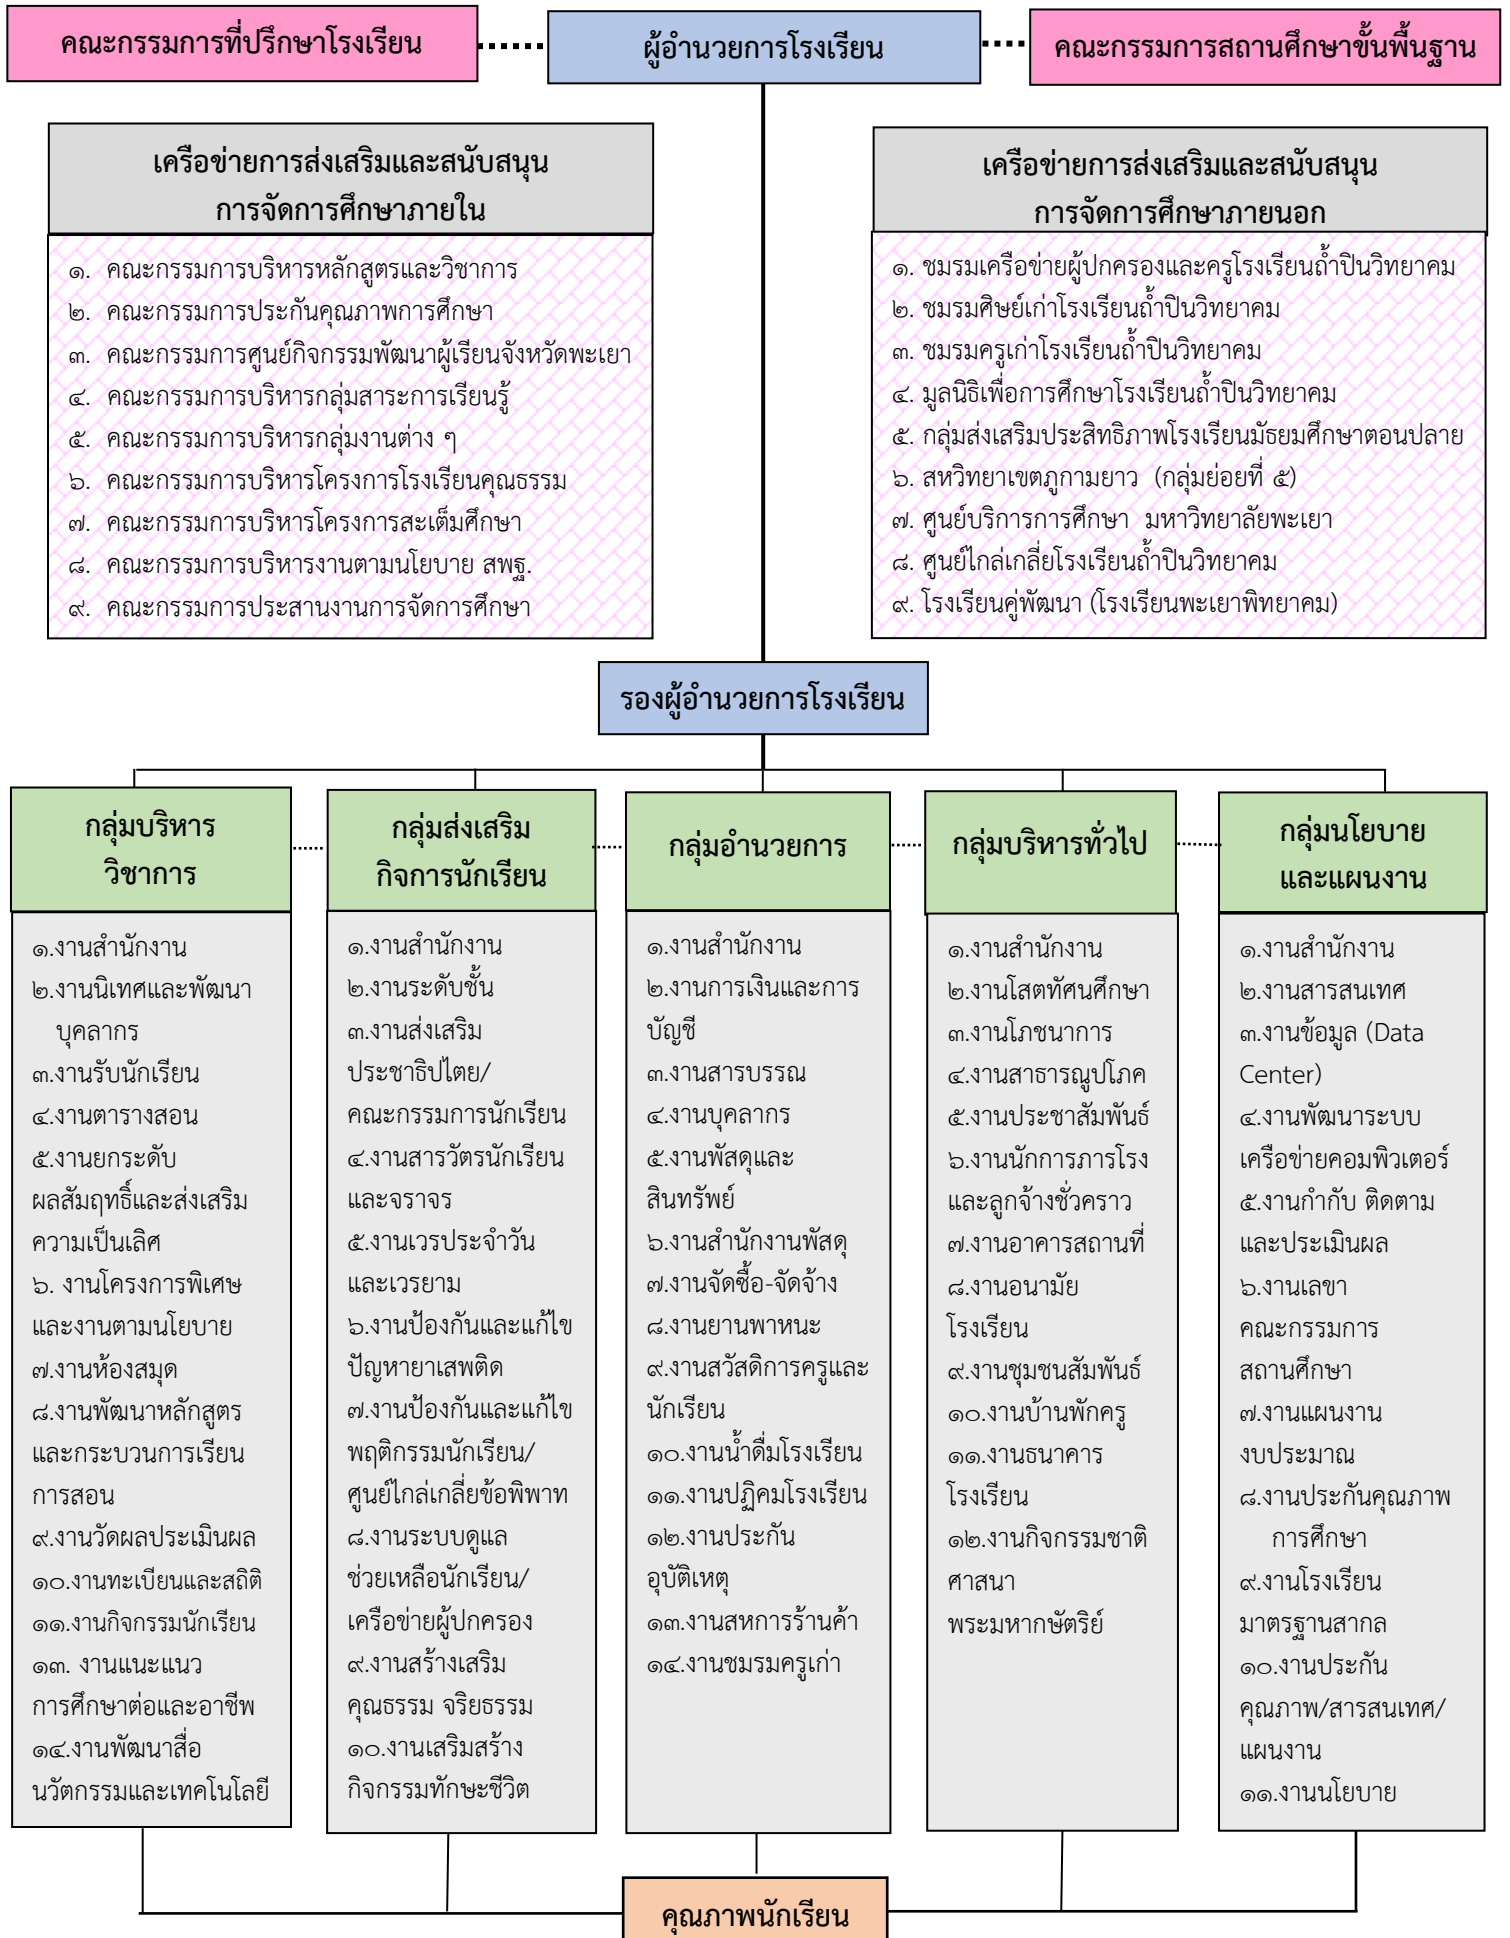 คณะกรรมการที่ปรึกษาโรงเรียน
ผู้อำนวยการโรงเรียน
คณะกรรมการสถานศึกษาขั้นพื้นฐาน
เครือข่ายการส่งเสริมและสนับสนุน
การจัดการศึกษาภายใน
๑. คณะกรรมการบริหารหลักสูตรและวิชาการ
๒. คณะกรรมการประกันคุณภาพการศึกษา
๓. คณะกรรมการศูนย์กิจกรรมพัฒนาผู้เรียนจังหวัดพะเยา
๔. คณะกรรมการบริหารกลุ่มสาระการเรียนรู้
๕. คณะกรรมการบริหารกลุ่มงานต่าง ๆ
๖. คณะกรรมการบริหารโครงการโรงเรียนคุณธรรม
๗. คณะกรรมการบริหารโครงการสะเต็มศึกษา
๘. คณะกรรมการบริหารงานตามนโยบาย สพฐ.
๙. คณะกรรมการประสานงานการจัดการศึกษา
เครือข่ายการส่งเสริมและสนับสนุน
การจัดการศึกษาภายนอก
๑. ชมรมเครือข่ายผู้ปกครองและครูโรงเรียนถ้ำปินวิทยาคม
๒. ชมรมศิษย์เก่าโรงเรียนถ้ำปินวิทยาคม
๓. ชมรมครูเก่าโรงเรียนถ้ำปินวิทยาคม
๔. มูลนิธิเพื่อการศึกษาโรงเรียนถ้ำปินวิทยาคม
๕. กลุ่มส่งเสริมประสิทธิภาพโรงเรียนมัธยมศึกษาตอนปลาย
๖. สหวิทยาเขตภูกามยาว (กลุ่มย่อยที่ ๕)
๗. ศูนย์บริการการศึกษา มหาวิทยาลัยพะเยา
๘. ศูนย์ไกล่เกลี่ยโรงเรียนถ้ำปินวิทยาคม
๙. โรงเรียนคู่พัฒนา (โรงเรียนพะเยาพิทยาคม)
รองผู้อำนวยการโรงเรียน
กลุ่มบริหาร
วิชาการ
๑.งานสำนักงาน
๒.งานนิเทศและพัฒนา
บุคลากร
๓.งานรับนักเรียน
๔.งานตารางสอน
๕.งานยกระดับ
ผลสัมฤทธิ์และส่งเสริม
ความเป็นเลิศ
๖. งานโครงการพิเศษ
และงานตามนโยบาย
๗.งานห้องสมุด
๘.งานพัฒนาหลักสูตร
และกระบวนการเรียน
การสอน
๙.งานวัดผลประเมินผล
๑๐.งานทะเบียนและสถิติ
๑๑.งานกิจกรรมนักเรียน
๑๓. งานแนะแนว
การศึกษาต่อและอาชีพ
๑๔.งานพัฒนาสื่อ
นวัตกรรมและเทคโนโลยี
กลุ่มส่งเสริม
กิจการนักเรียน
๑.งานสำนักงาน
๒.งานระดับชั้น
๓.งานส่งเสริม
ประชาธิปไตย/
คณะกรรมการนักเรียน
๔.งานสารวัตรนักเรียน
และจราจร
๕.งานเวรประจำวัน
และเวรยาม
๖.งานป้องกันและแก้ไข
ปัญหายาเสพติด
๗.งานป้องกันและแก้ไข
พฤติกรรมนักเรียน/
ศูนย์ไกล่เกลี่ยข้อพิพาท
๘.งานระบบดูแล
ช่วยเหลือนักเรียน/
เครือข่ายผู้ปกครอง
๙.งานสร้างเสริม
คุณธรรม จริยธรรม
๑๐.งานเสริมสร้าง
กิจกรรมทักษะชีวิต
กลุ่มอำนวยการ
๑.งานสำนักงาน
๒.งานการเงินและการ
บัญชี
๓.งานสารบรรณ
๔.งานบุคลากร
๕.งานพัสดุและ
สินทรัพย์
๖.งานสำนักงานพัสดุ
๗.งานจัดซื้อ-จัดจ้าง
๘.งานยานพาหนะ
๙.งานสวัสดิการครูและ
นักเรียน
๑๐.งานน้ำดื่มโรงเรียน
๑๑.งานปฏิคมโรงเรียน
๑๒.งานประกัน
อุบัติเหตุ
๑๓.งานสหการร้านค้า
๑๔.งานชมรมครูเก่า
กลุ่มบริหารทั่วไป
๑.งานสำนักงาน
๒.งานโสตทัศนศึกษา
๓.งานโภชนาการ
๔.งานสาธารณูปโภค
๕.งานประชาสัมพันธ์
๖.งานนักการภารโรง
และลูกจ้างชั่วคราว
๗.งานอาคารสถานที่
๘.งานอนามัย
โรงเรียน
๙.งานชุมชนสัมพันธ์
๑๐.งานบ้านพักครู
๑๑.งานธนาคาร
โรงเรียน
๑๒.งานกิจกรรมชาติ
ศาสนา
พระมหากษัตริย์
กลุ่มนโยบาย
และแผนงาน
๑.งานสำนักงาน
๒.งานสารสนเทศ
๓.งานข้อมูล (Data
Center)
๔.งานพัฒนาระบบ
เครือข่ายคอมพิวเตอร์
๕.งานกำกับ ติดตาม
และประเมินผล
๖.งานเลขา
คณะกรรมการ
สถานศึกษา
๗.งานแผนงาน
งบประมาณ
๘.งานประกันคุณภาพ
การศึกษา
๙.งานโรงเรียน
มาตรฐานสากล
๑๐.งานประกัน
คุณภาพ/สารสนเทศ/
แผนงาน
๑๑.งานนโยบาย
คุณภาพนักเรียน